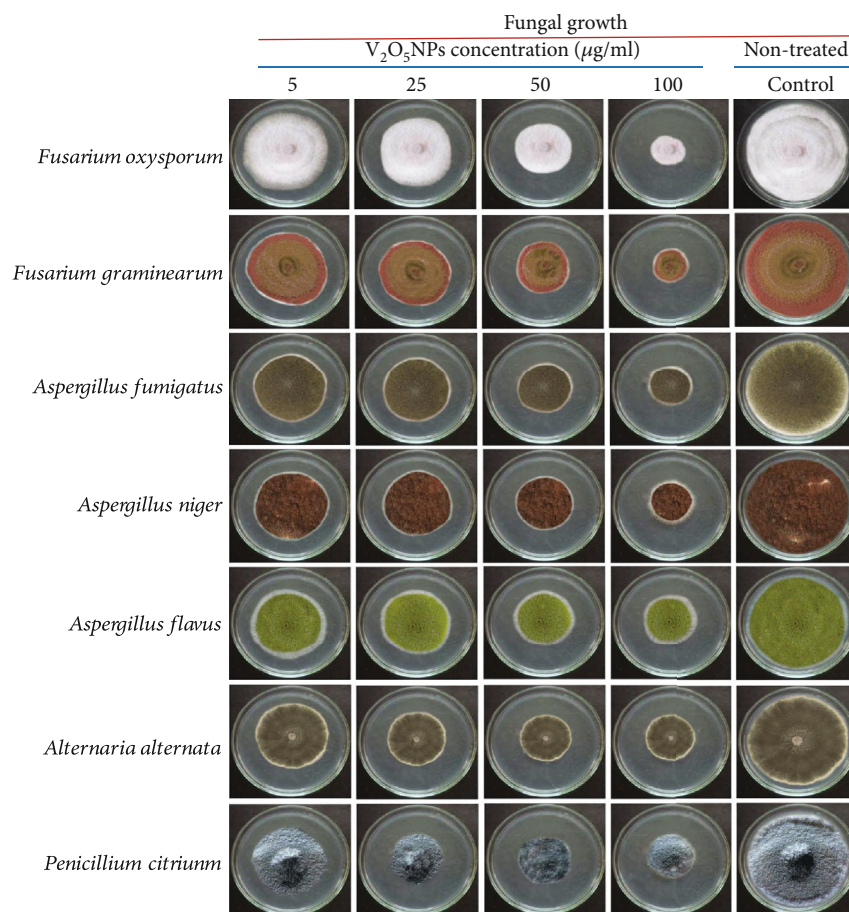 Fungal growth
V₂O₅NPs concentration (μg/ml)
Non-treated
5
25
50
100
Control
Fusarium oxysporum
Fusarium graminearum
Aspergillus fumigatus
Aspergillus niger
Aspergillus flavus
Alternaria alternata
Penicillium citriunm